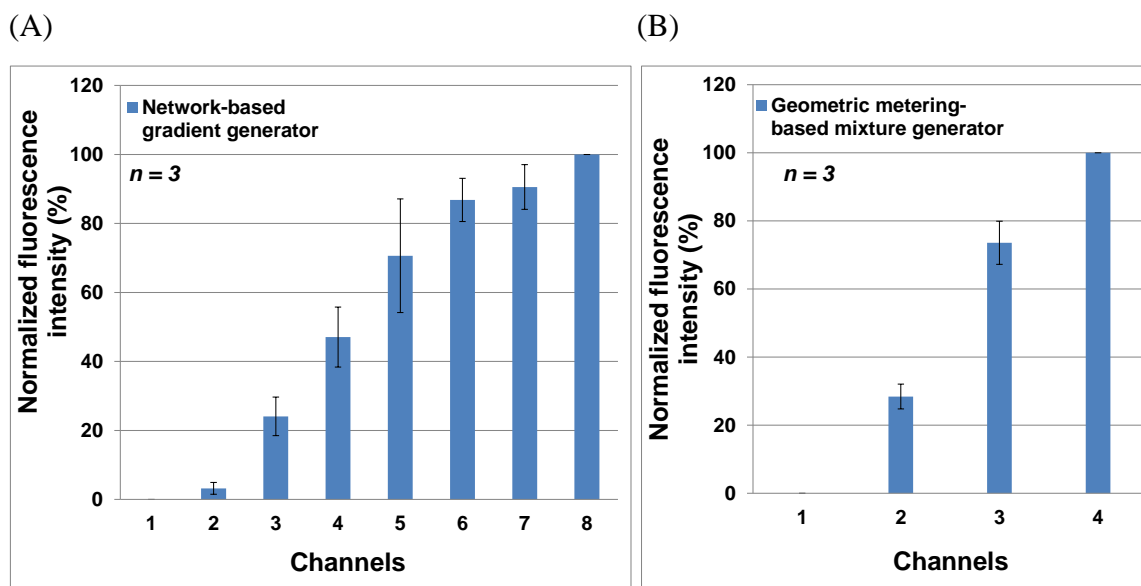 (A)
Normalized fluorescence
intensity (%)
120
100
80
60
40
20
0
Network-based
gradient generator
n = 3
1 2 3 4 5 6 7 8
Channels
(B)
Normalized fluorescence
intensity (%)
120
100
80
60
40
20
0
Geometric metering-
based mixture generator
n = 3
1 2 3 4
Channels